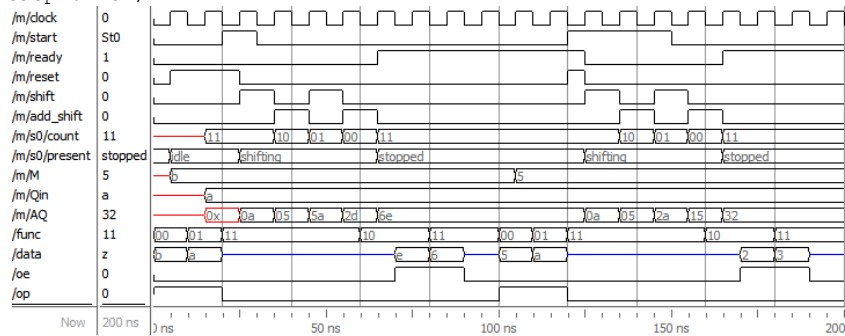 /m/clock 0
/m/start St0
/m/ready 1
/m/reset 0
/m/shift 0
/m/add_shift 0
/m/s0/count 11 11 10 01 00 11 10 01 00 11
/m/s0/present stopped idle shifting stopped shifting stopped
/m/M 5 b 5
/m/Qin a a
/m/AQ 32 0x 0a 05 5a 2d 6e 0a 05 2a 15 32
/func 11 00 01 11 10 11 00 01 11 10 11
/data z b a e 6 5 a 2 3
/oe 0
/op 0
Now 200 ns 50 ns 100 ns 150 ns